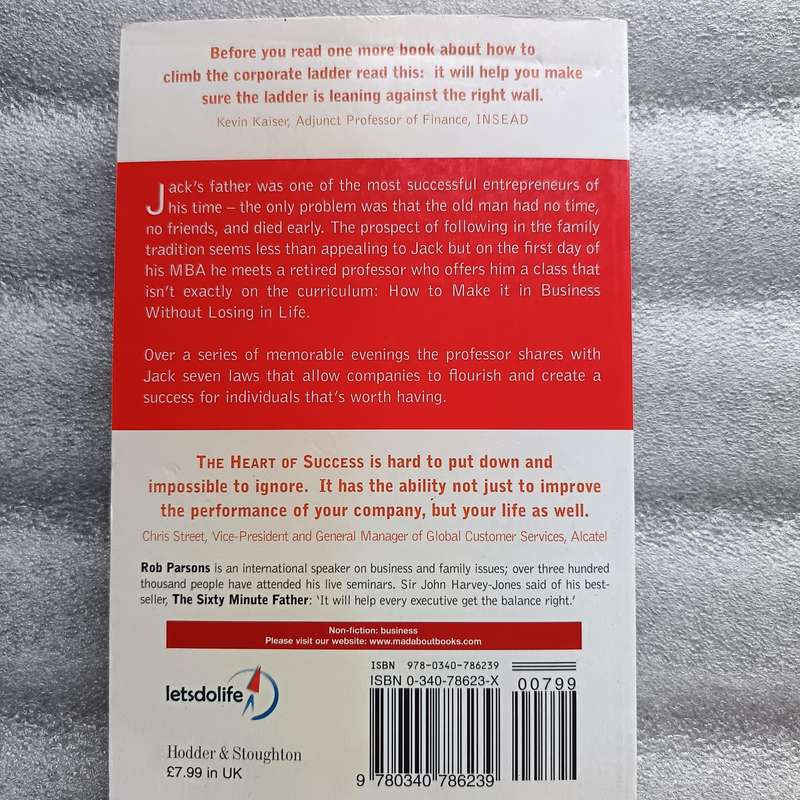 Before you read one more book about how to
climb the corporate ladder read this: it will help you make
sure the ladder is leaning against the right wall.
Kevin Kaiser, Adjunct Professor of Finance, INSEAD
Jack's father was one of the most successful entrepreneurs of
his time – the only problem was that the old man had no time,
no friends, and died early. The prospect of following in the family
tradition seems less than appealing to Jack but on the first day of
his MBA he meets a retired professor who offers him a class that
isn't exactly on the curriculum: How to Make it in Business
Without Losing in Life.
Over a series of memorable evenings the professor shares with
Jack seven laws that allow companies to flourish and create a
success for individuals that's worth having.
THE HEART OF SUCCESS is hard to put down and
impossible to ignore. It has the ability not just to improve
the performance of your company, but your life as well.
Chris Street, Vice-President and General Manager of Global Customer Services, Alcatel
Rob Parsons is an international speaker on business and family issues; over three hundred
thousand people have attended his live seminars. Sir John Harvey-Jones said of his best-
seller, The Sixty Minute Father: 'It will help every executive get the balance right.'
Non-fiction: business
Please visit our website: www.madaboutbooks.com
letsdolife
Hodder & Stoughton
£7.99 in UK
ISBN 978-0340-786239
ISBN 0-340-78623-X
00799
9 780340 786239